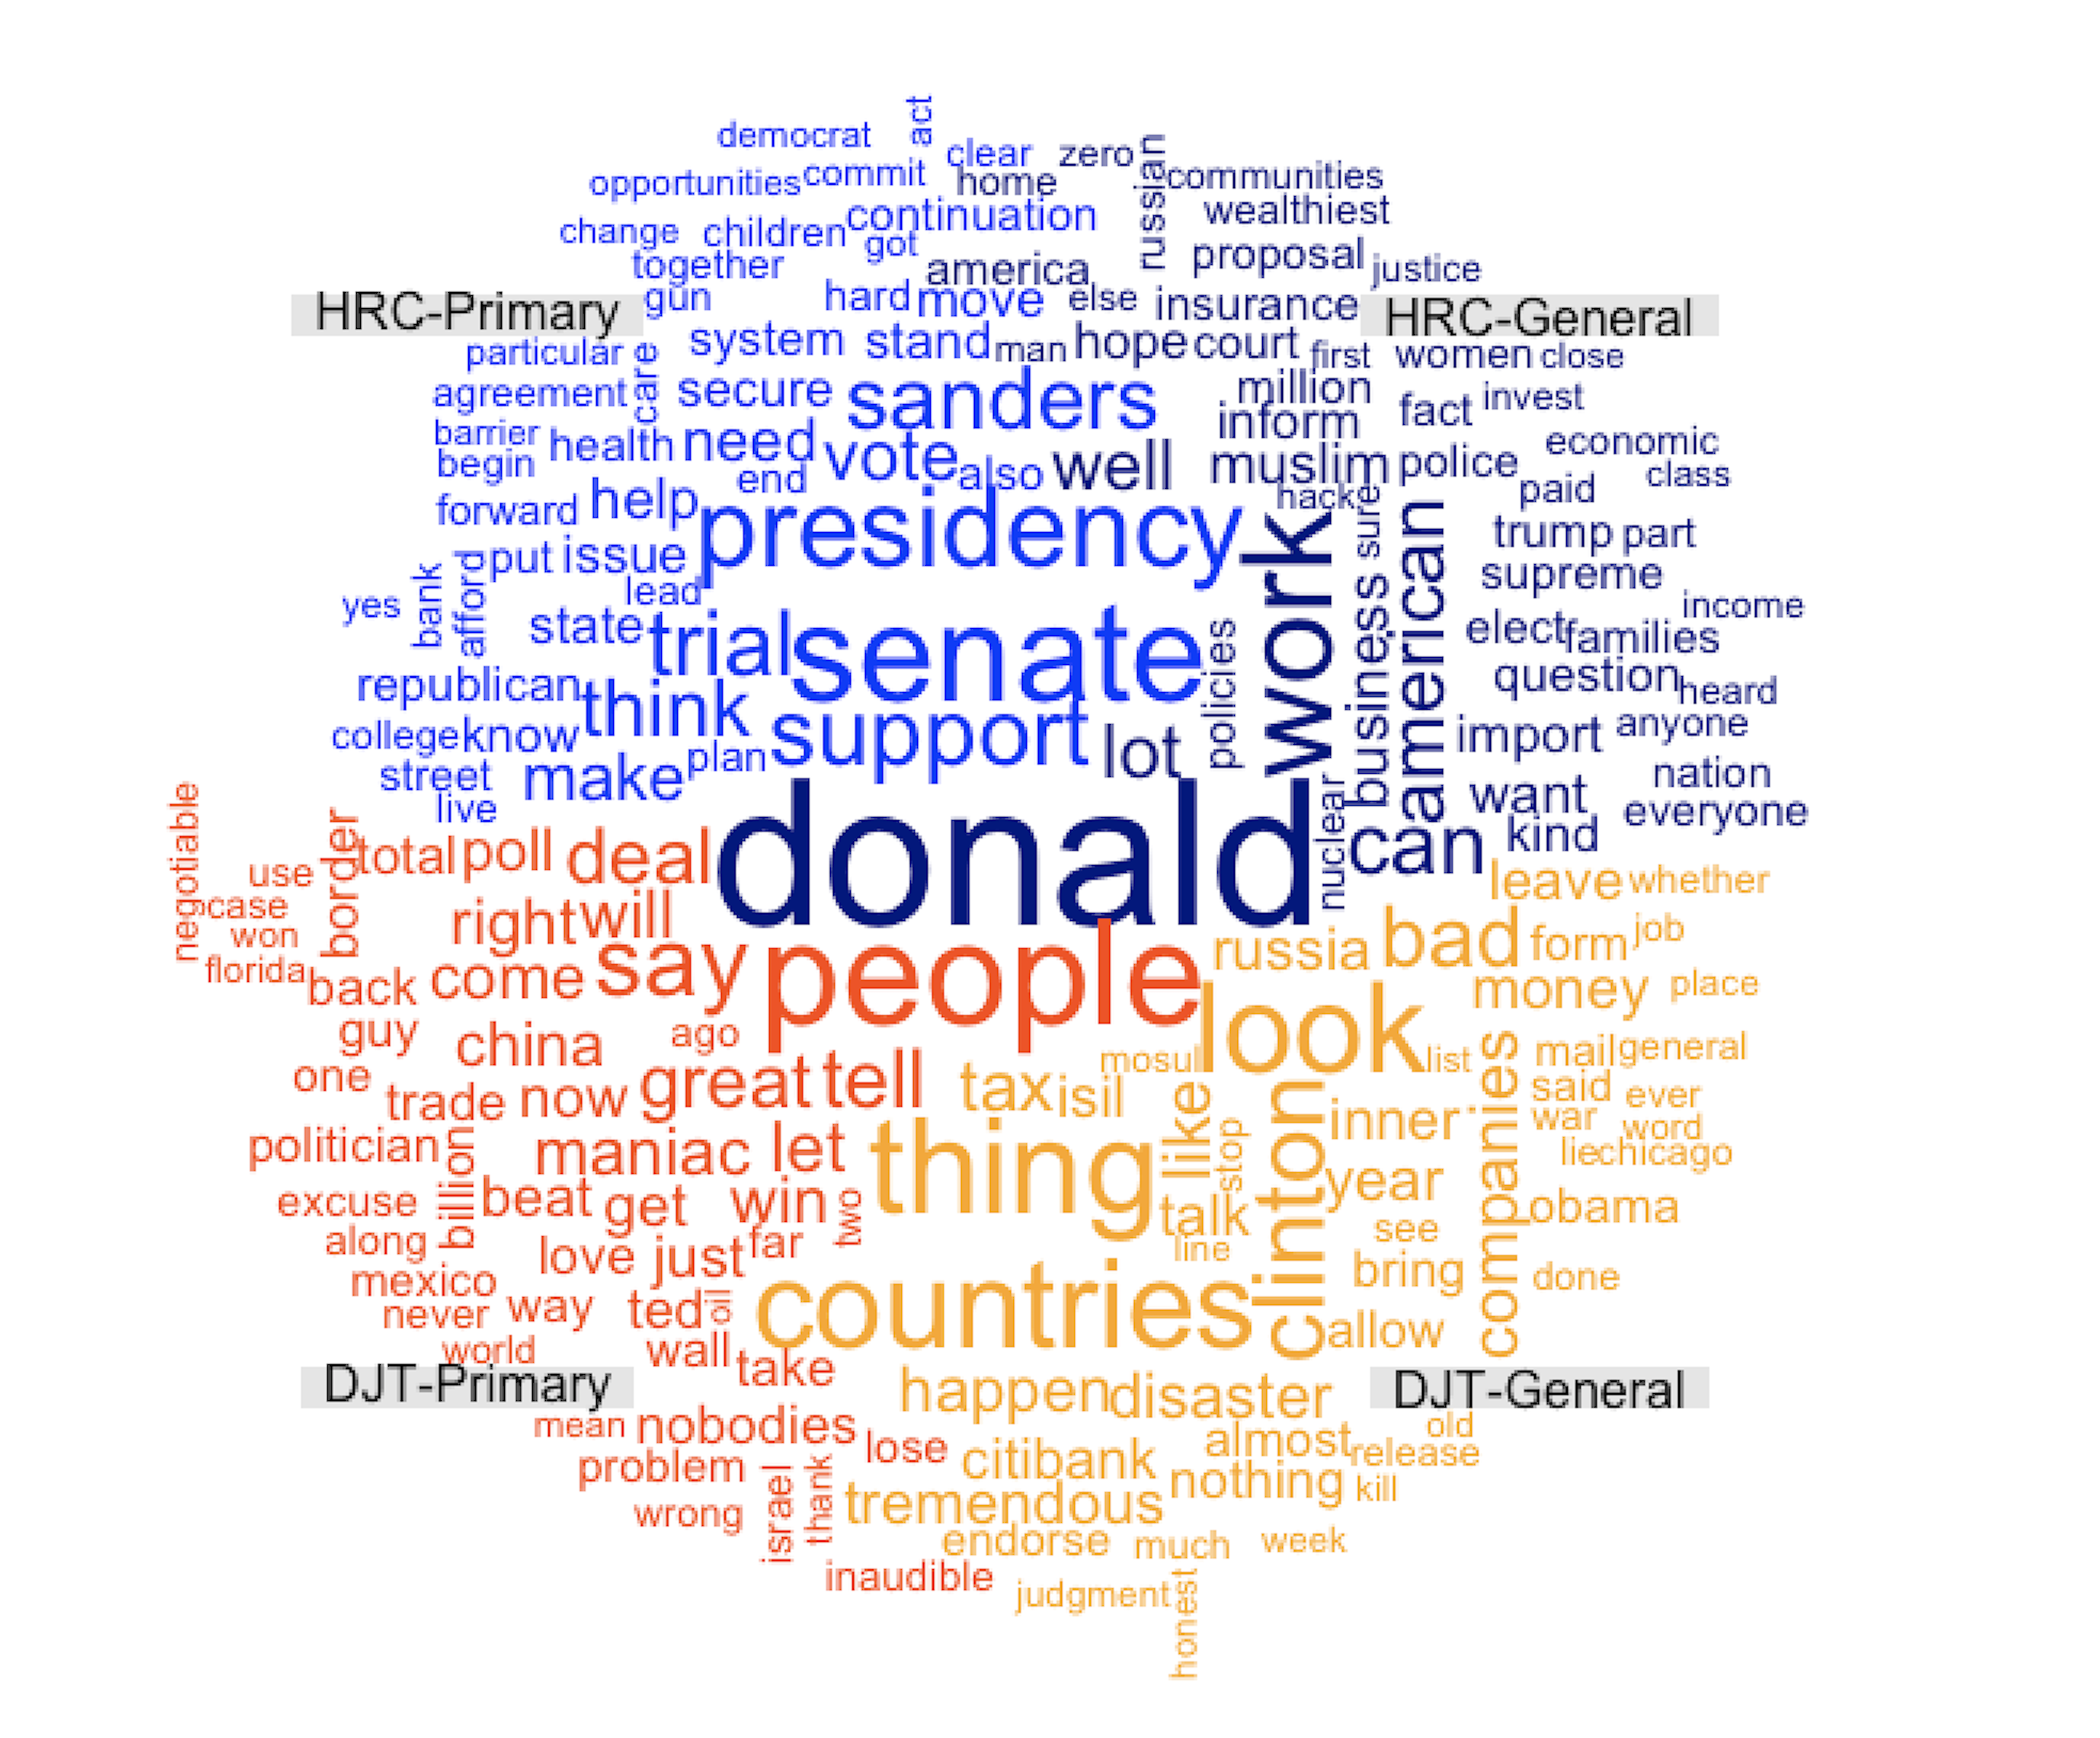 act
democrat
clear zero russian
opportunities commit home communities
continuation wealthiest
change children got
together america proposal justice
HRC-Primary gun hard move else insurance HRC-General
system stand man hope court first women close
particular care
agreement secure sanders million fact invest
inform
barrier health need vote economic
begin end also well muslim police class
forward help hacke sure paid
presidency work american trump part
put issue
bank afford lead supreme
yes income
state trial senate policies business elect families
republican think question heard
college know support lot import anyone
street make plan nation
live want everyone
negotiable border donald nuclear can kind
total poll deal
use leave whether
case right will
won say people russia bad form job
florida back come look money place
guy china ago
one mosul list companies mail general
trade now great tell tax isil like said ever
politician billion maniac let thing stop clinton inner war word
lie chicago
excuse beat get win two talk year obama
along love just far line see
mexico bring done
never way ted oil countries allow
world wall take
DJT-Primary happen disaster DJT-General
mean nobodies lose almost old
problem israel thank citibank nothing release
kill
wrong tremendous
endorse much week
inaudible judgment honest